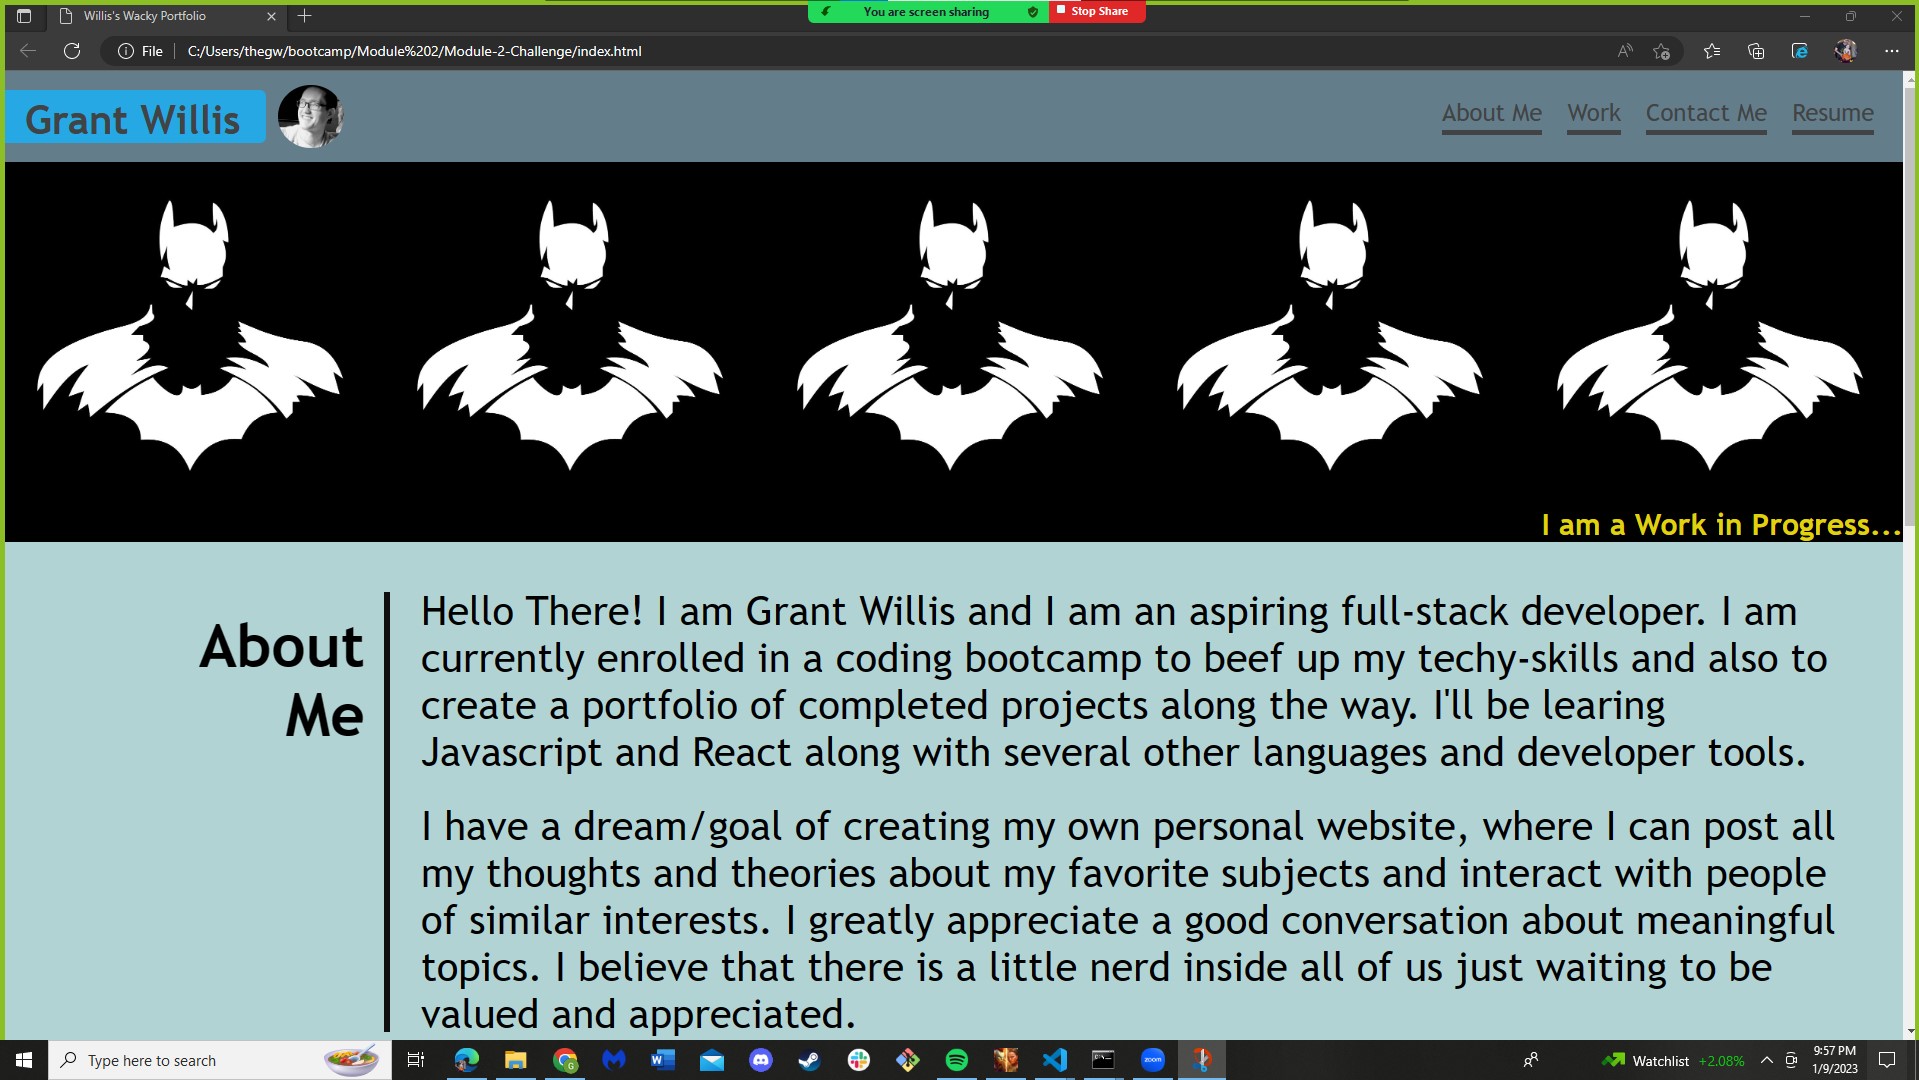 Willis's Wacky Portfolio
You are screen sharing
Stop Share
File
C:/Users/thegw/bootcamp/Module%202/Module-2-Challenge/index.html
Grant Willis
About Me
Work
Contact Me
Resume
I am a Work in Progress...
About
Me
Hello There! I am Grant Willis and I am an aspiring full-stack developer. I am
currently enrolled in a coding bootcamp to beef up my techy-skills and also to
create a portfolio of completed projects along the way. I'll be learing
Javascript and React along with several other languages and developer tools.
I have a dream/goal of creating my own personal website, where I can post all
my thoughts and theories about my favorite subjects and interact with people
of similar interests. I greatly appreciate a good conversation about meaningful
topics. I believe that there is a little nerd inside all of us just waiting to be
valued and appreciated.
Type here to search
zoom
Watchlist +2.08%
9:57 PM
1/9/2023